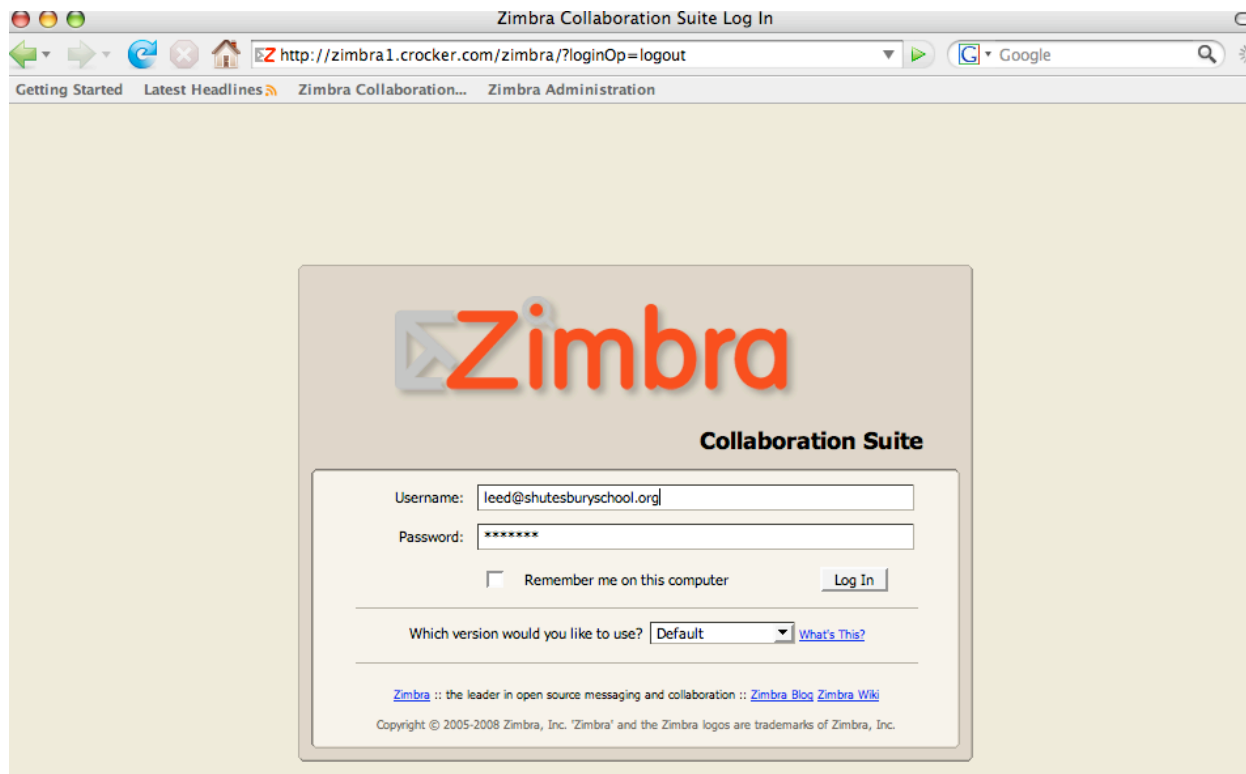 Zimbra Collaboration Suite Log In
http://zimbra1.crocker.com/zimbra/?loginOp=logout
G Google
Getting Started Latest Headlines Zimbra Collaboration... Zimbra Administration
Zimbra
Collaboration Suite
Username: leed@shutesburyschool.org
Password: *******
Remember me on this computer Log In
Which version would you like to use? Default What's This?
Zimbra :: the leader in open source messaging and collaboration :: Zimbra Blog Zimbra Wiki
Copyright © 2005-2008 Zimbra, Inc. 'Zimbra' and the Zimbra logos are trademarks of Zimbra, Inc.